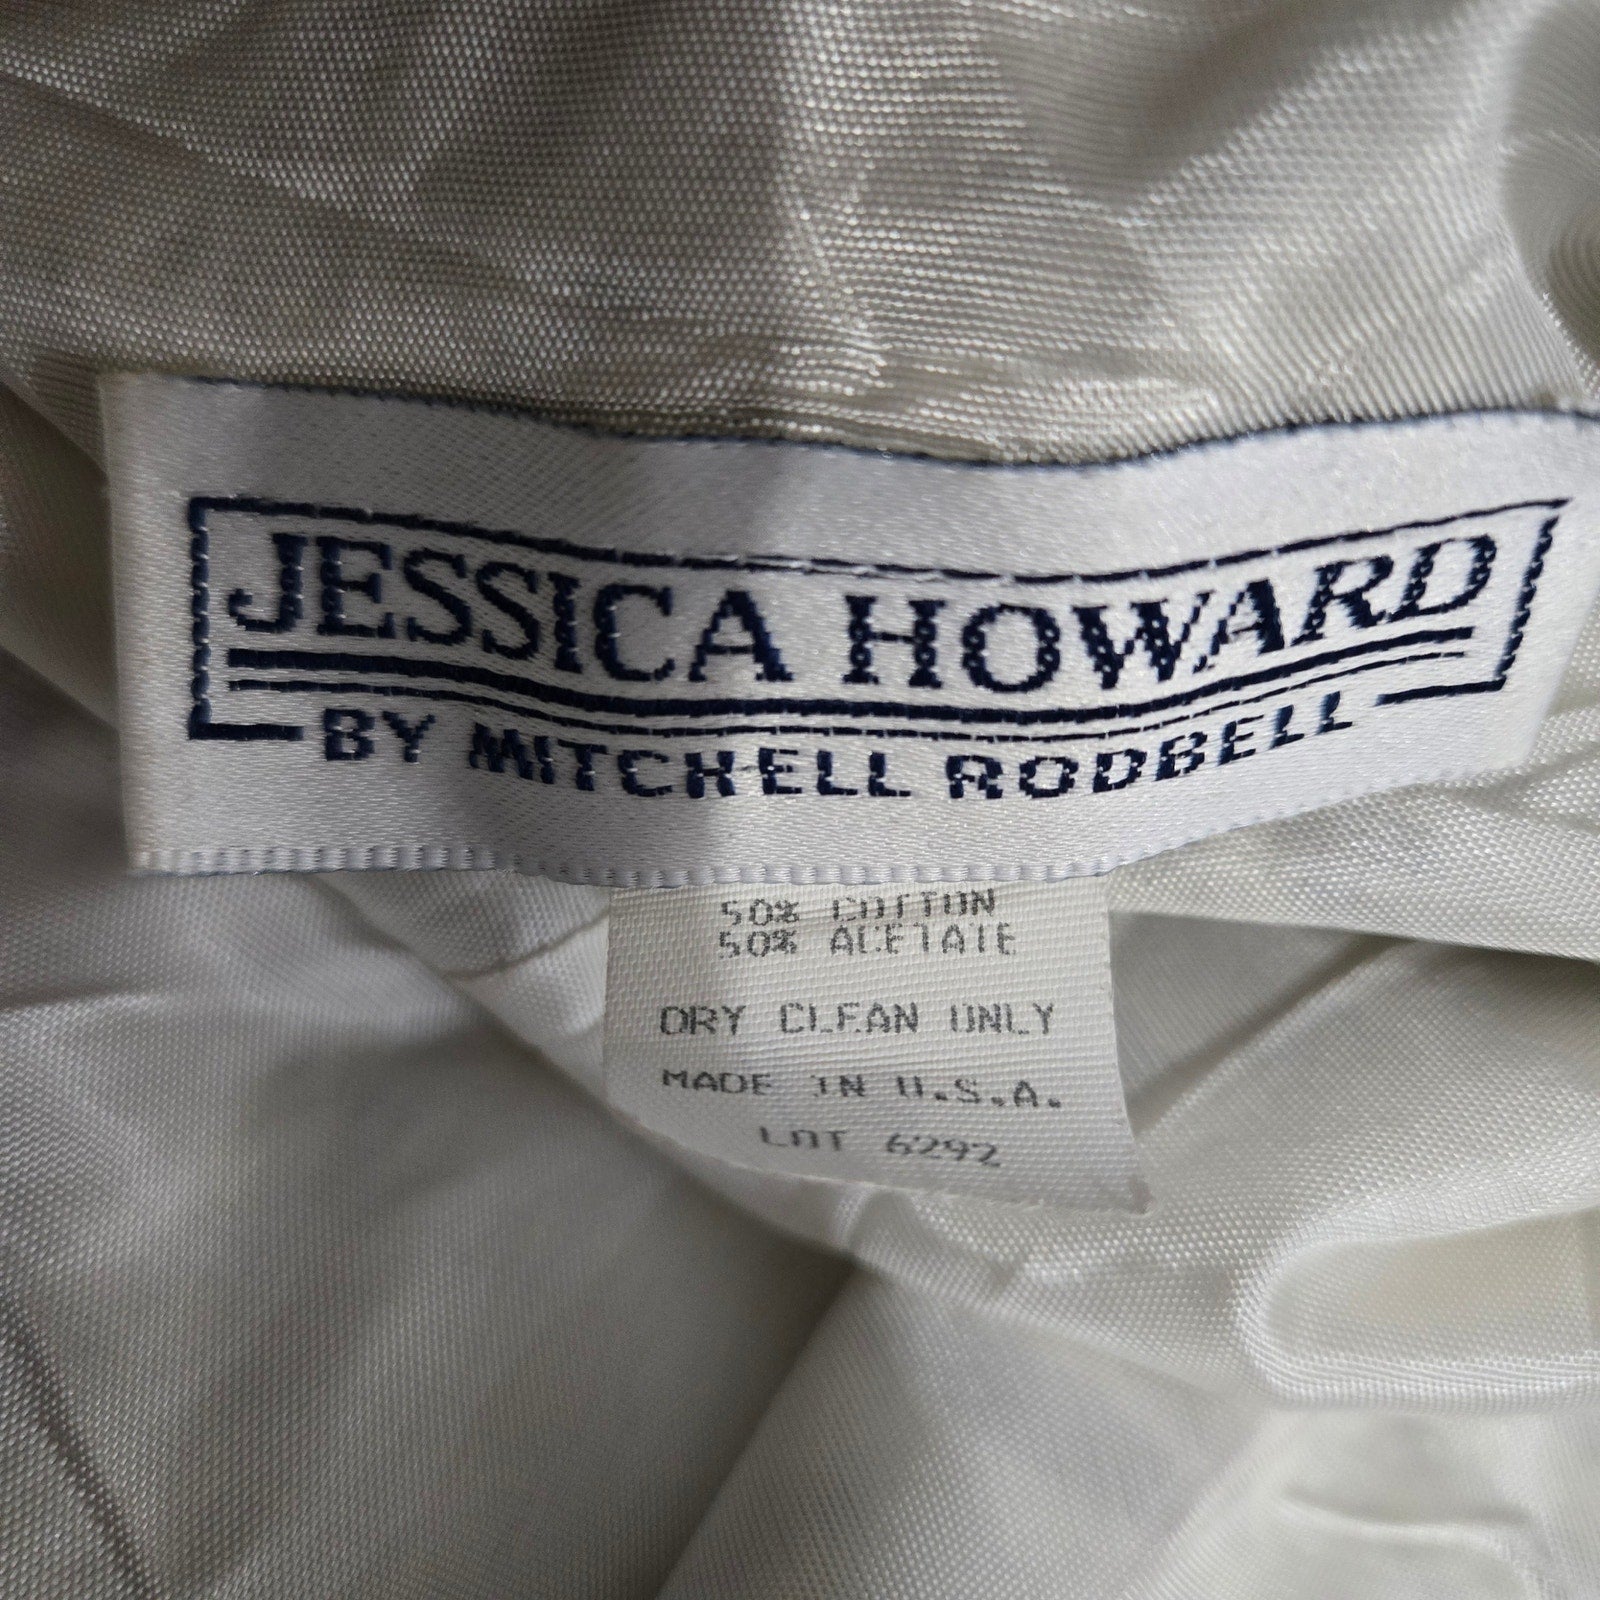 JESSICA HOWARD
BY MITCHELL RODBELL
50% COTTON
50% ACETATE
DRY CLEAN ONLY
MADE IN U.S.A.
LOT 6292